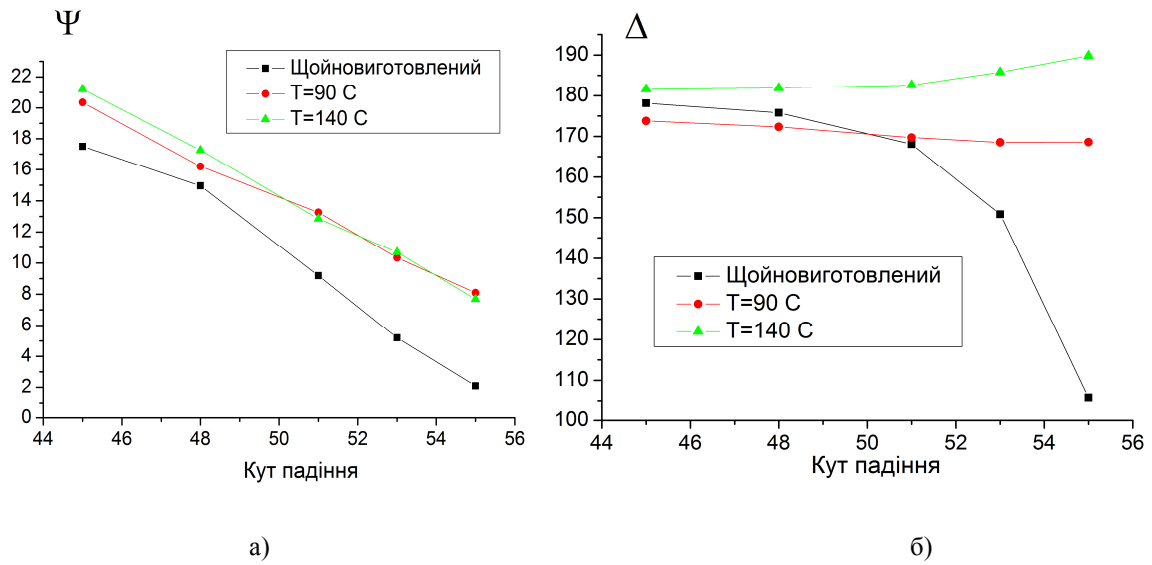 Ψ
Щойновиготовлений
T=90 C
T=140 C
22
20
18
16
14
12
10
8
6
4
2
0
44 46 48 50 52 54 56
Кут падіння
а)
Δ
190
180
170
160
150
140
130
120
110
100
Щойновиготовлений
T=90 C
T=140 C
44 46 48 50 52 54 56
Кут падіння
б)